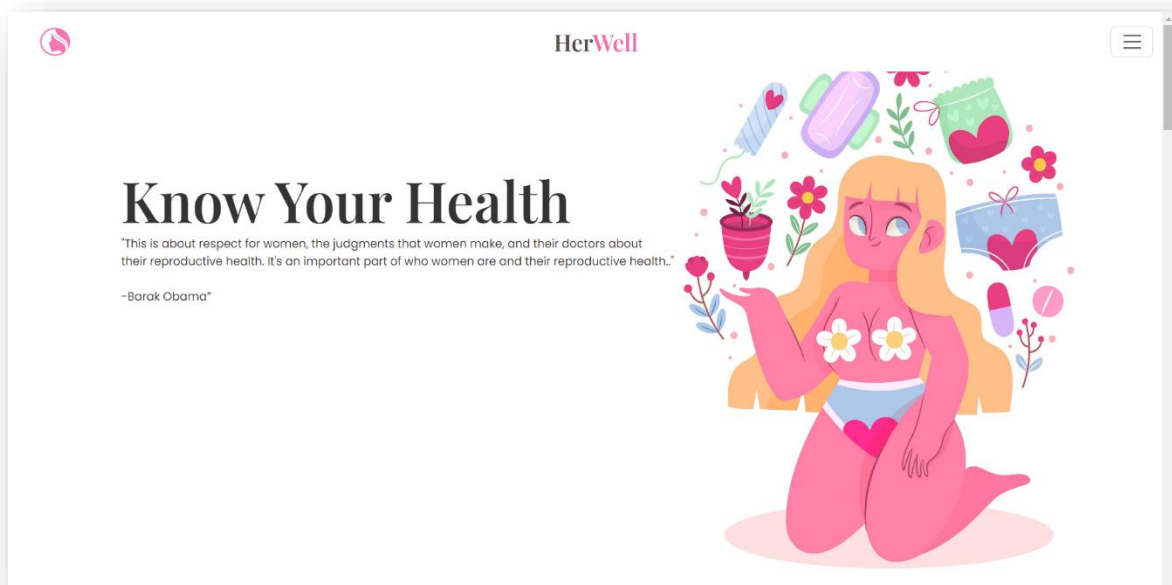 HerWell
Know Your Health
"This is about respect for women, the judgments that women make, and their doctors about
their reproductive health. It's an important part of who women are and their reproductive health.."
-Barak Obama"